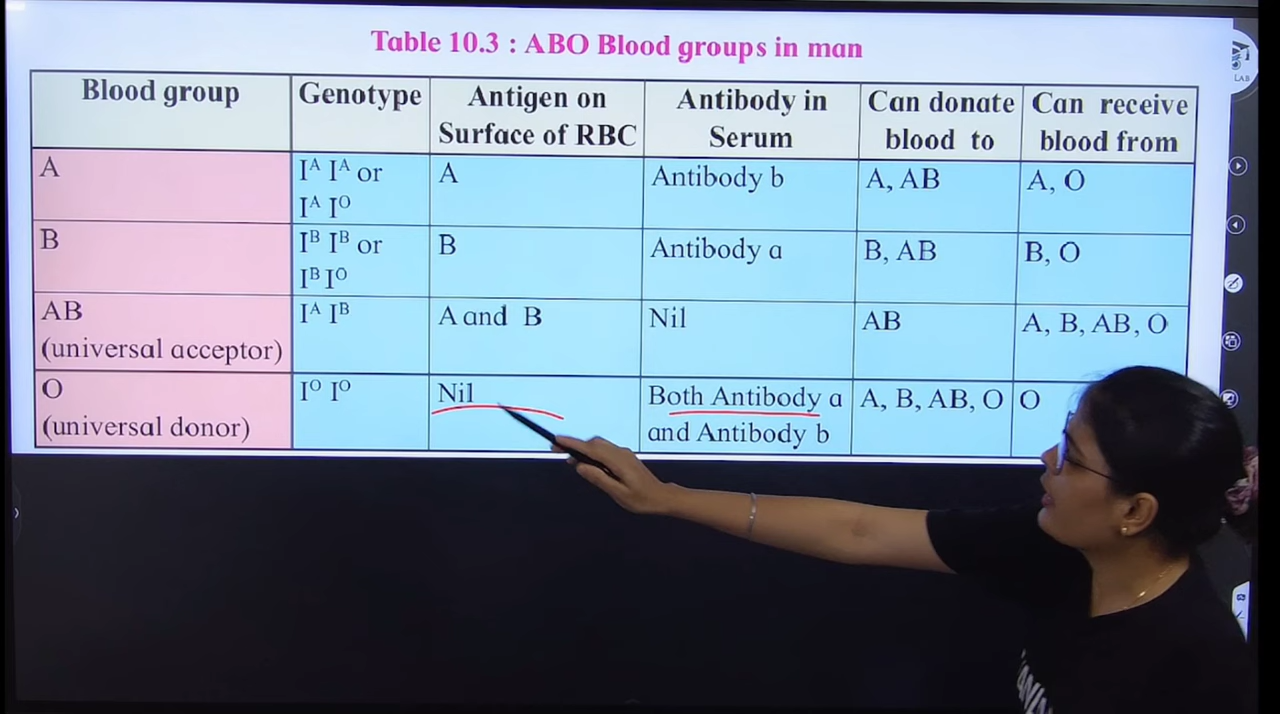 Table 10.3 : ABO Blood groups in man
Blood group Genotype Antigen on Surface of RBC Antibody in Serum Can donate blood to Can receive blood from
A
I^A I^A or
I^A I^O
A
Antibody b
A, AB
A, O
B
I^B I^B or
I^B I^O
B
Antibody a
B, AB
B, O
AB
(universal acceptor)
I^A I^B
A and B
Nil
AB
A, B, AB, O
O
(universal donor)
I^O I^O
Nil
Both Antibody a
and Antibody b
A, B, AB, O
O
LAB